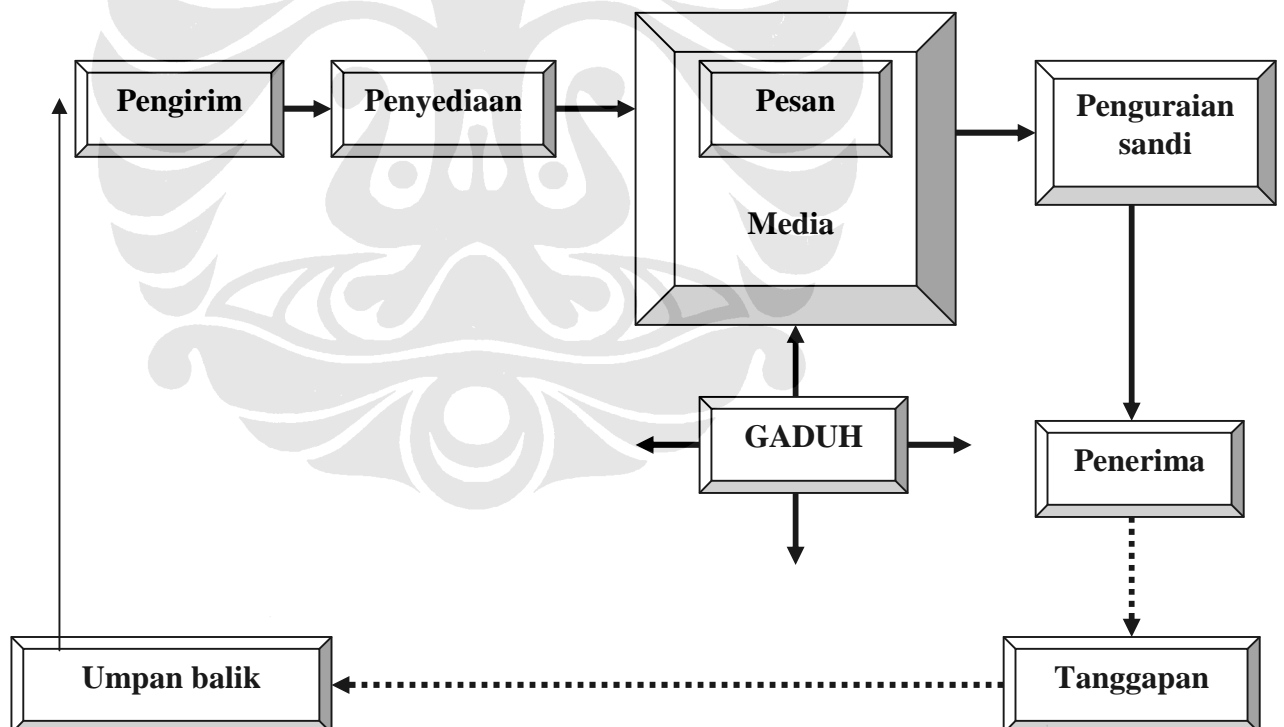 Pengirim
Penyediaan
Pesan
Media
Penguraian
sandi
GADUH
Penerima
Umpan balik
Tanggapan